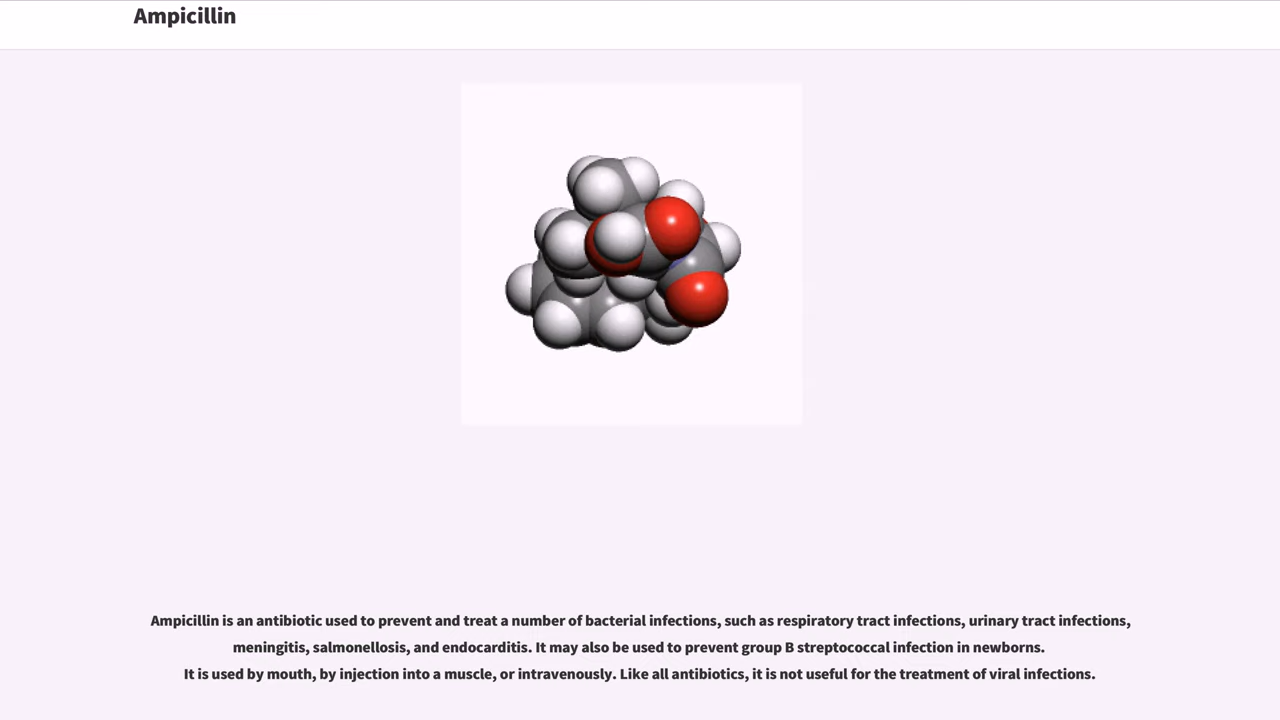 Ampicillin
Ampicillin is an antibiotic used to prevent and treat a number of bacterial infections, such as respiratory tract infections, urinary tract infections,
meningitis, salmonellosis, and endocarditis. It may also be used to prevent group B streptococcal infection in newborns.
It is used by mouth, by injection into a muscle, or intravenously. Like all antibiotics, it is not useful for the treatment of viral infections.